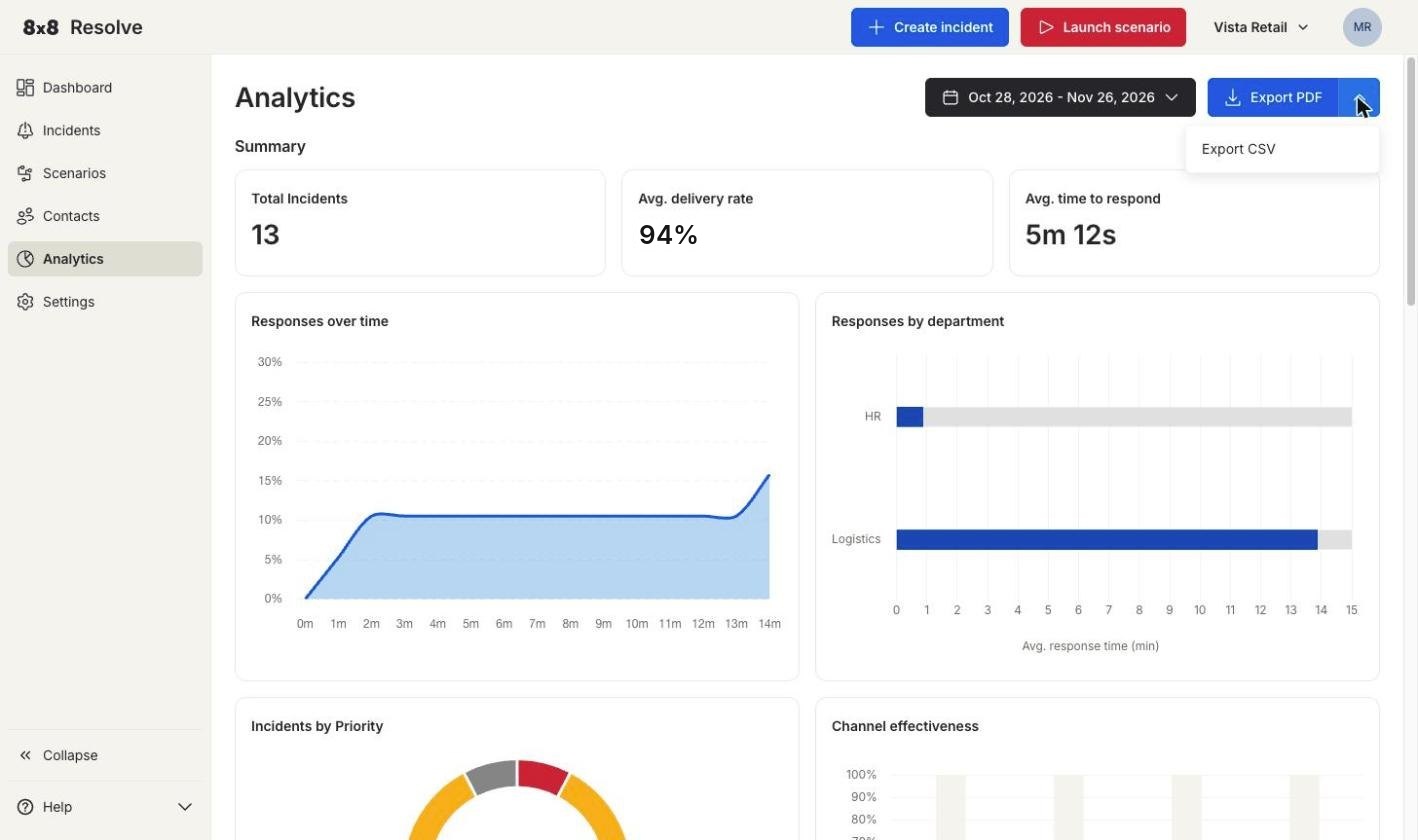 8x8 Resolve
Create incident
Launch scenario
Vista Retail
MR
Dashboard
Incidents
Scenarios
Contacts
Analytics
Settings
Collapse
Help
Analytics
Oct 28, 2026 - Nov 26, 2026
Export PDF
Export CSV
Summary
Total Incidents
13
Avg. delivery rate
94%
Avg. time to respond
5m 12s
Responses over time
30%
25%
20%
15%
10%
5%
0%
0m 1m 2m 3m 4m 5m 6m 7m 8m 9m 10m 11m 12m 13m 14m
Responses by department
HR
Logistics
0 1 2 3 4 5 6 7 8 9 10 11 12 13 14 15
Avg. response time (min)
Incidents by Priority
Channel effectiveness
100%
90%
80%